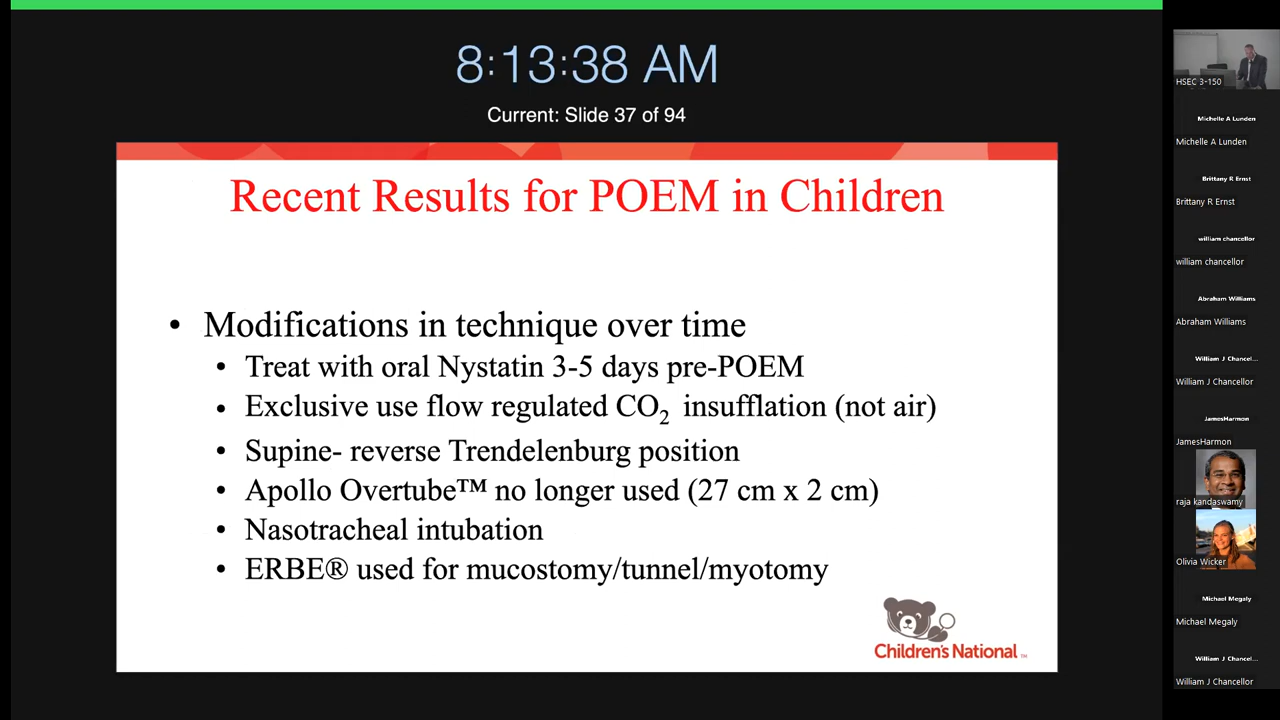 8:13:38 AM
Current: Slide 37 of 94
Recent Results for POEM in Children
• Modifications in technique over time
• Treat with oral Nystatin 3-5 days pre-POEM
• Exclusive use flow regulated CO2 insufflation (not air)
• Supine- reverse Trendelenburg position
• Apollo Overtube™ no longer used (27 cm x 2 cm)
• Nasotracheal intubation
• ERBE® used for mucostomy/tunnel/myotomy
Children's National™
HSEC 3-150
Michelle A Lunden
Michelle A Lunden
Brittany R Ernst
Brittany R Ernst
william chancellor
william chancellor
Abraham Williams
Abraham Williams
William J Chancel...
William J Chancellor
JamesHarmon
JamesHarmon
raja kandaswamy
Olivia Wicker
Michael Megaly
Michael Megaly
William J Chancel...
William J Chancellor